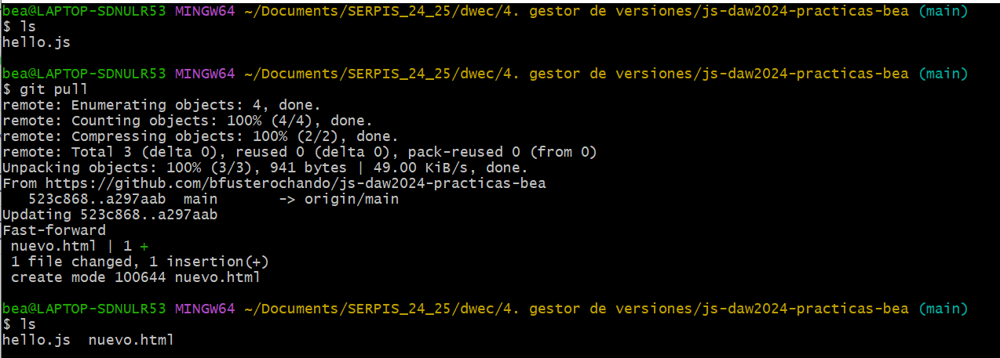 bea@LAPTOP-SDNULR53 MINGW64 ~/Documents/SERPIS_24_25/dwec/4. gestor de versiones/js-daw2024-practicas-bea (main)
$ ls
hello.js
bea@LAPTOP-SDNULR53 MINGW64 ~/Documents/SERPIS_24_25/dwec/4. gestor de versiones/js-daw2024-practicas-bea (main)
$ git pull
remote: Enumerating objects: 4, done.
remote: Counting objects: 100% (4/4), done.
remote: Compressing objects: 100% (2/2), done.
remote: Total 3 (delta 0), reused 0 (delta 0), pack-reused 0 (from 0)
Unpacking objects: 100% (3/3), 941 bytes | 49.00 KiB/s, done.
From https://github.com/bfusterochando/js-daw2024-practicas-bea
   523c868..a297aab  main       -> origin/main
Updating 523c868..a297aab
Fast-forward
 nuevo.html | 1 +
 1 file changed, 1 insertion(+)
 create mode 100644 nuevo.html
bea@LAPTOP-SDNULR53 MINGW64 ~/Documents/SERPIS_24_25/dwec/4. gestor de versiones/js-daw2024-practicas-bea (main)
$ ls
hello.js  nuevo.html